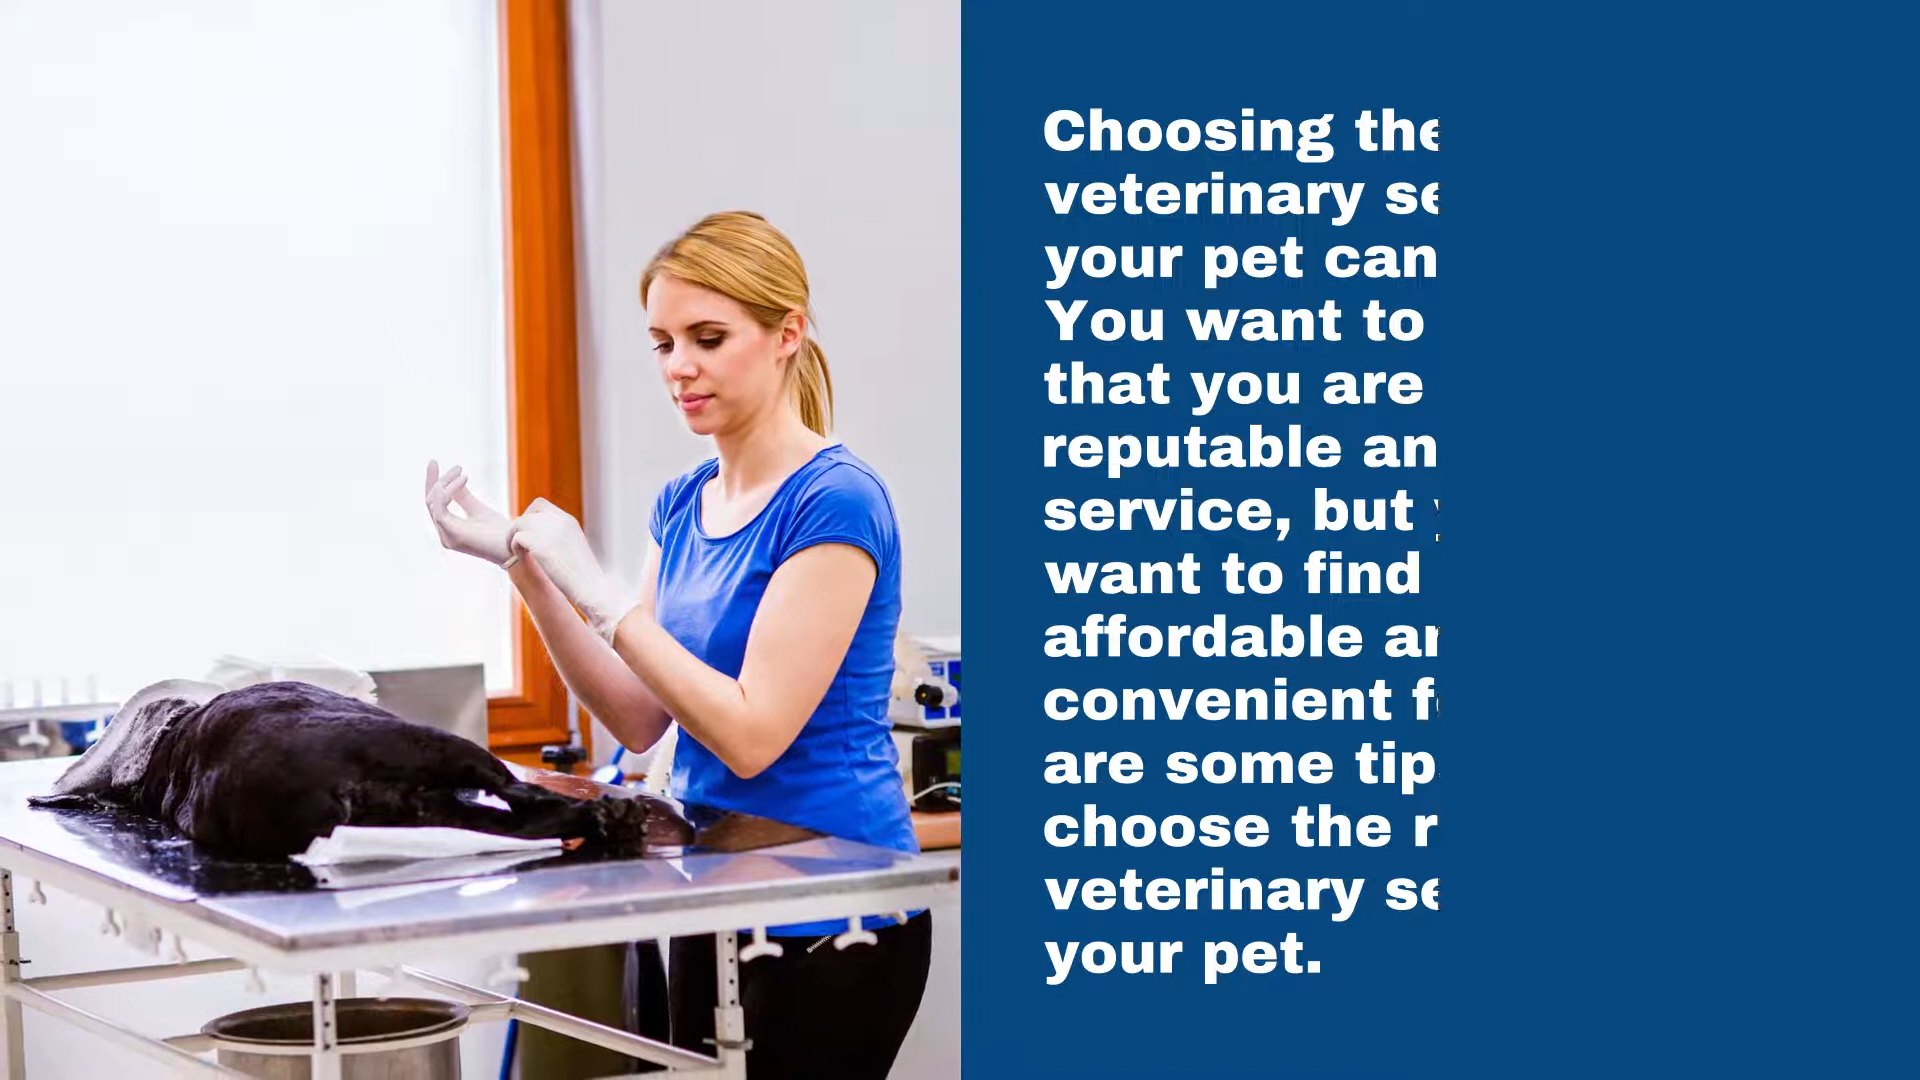 Choosing the
veterinary se
your pet can
You want to
that you are
reputable an
service, but
want to find
affordable ar
convenient f
are some tip
choose the r
veterinary se
your pet.